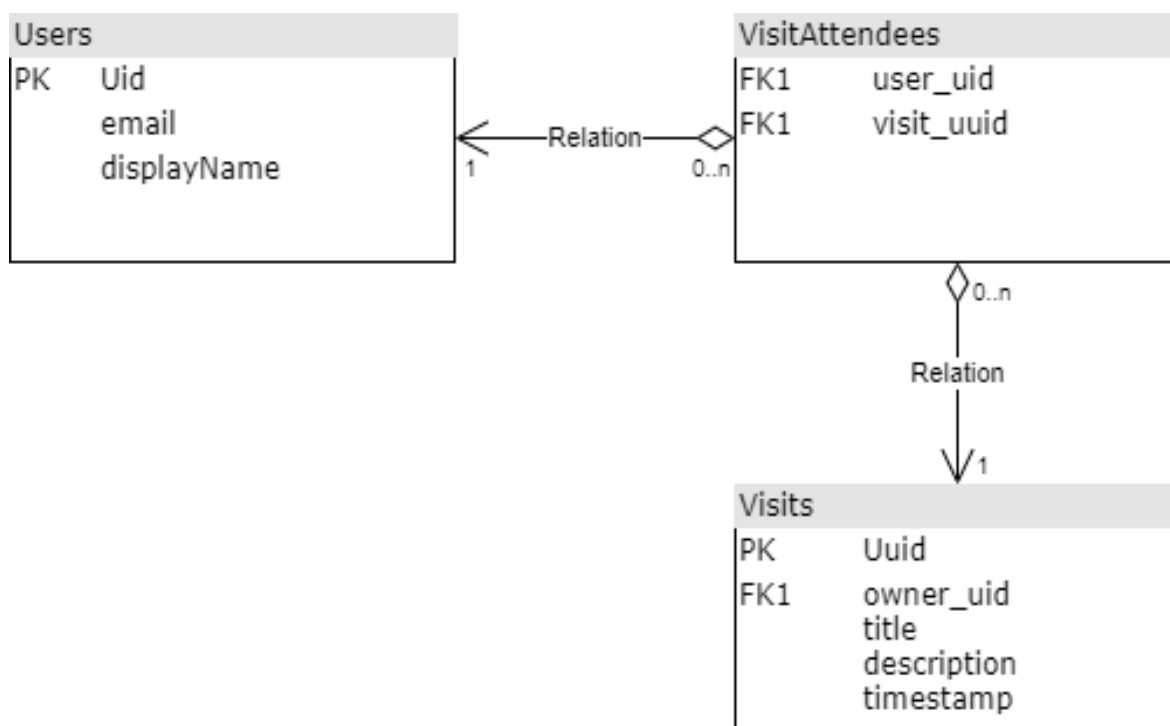 Users
PK Uid
email
displayName
Relation
1
0..n
VisitAttendees
FK1 user_uid
FK1 visit_uuid
0..n
Relation
1
Visits
PK Uuid
FK1 owner_uid
title
description
timestamp